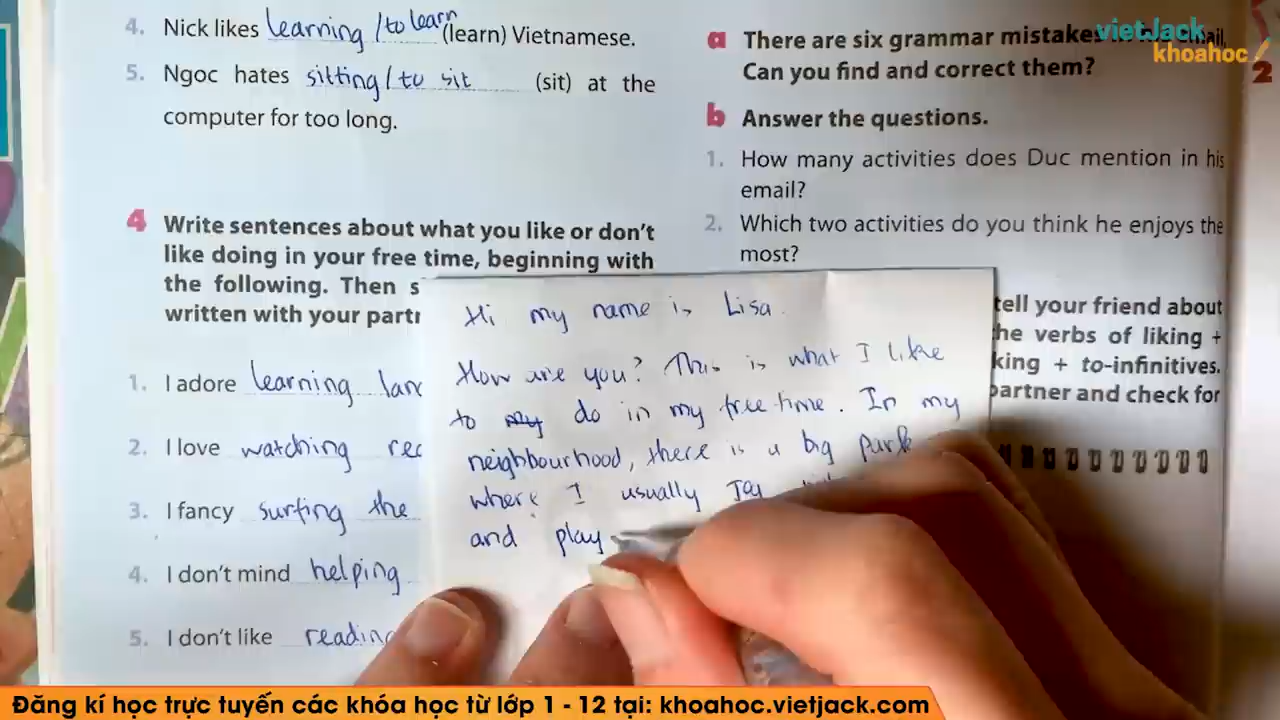 4. Nick likes learning / to learn (learn) Vietnamese.
5. Ngoc hates sitting / to sit (sit) at the
computer for too long.
4 Write sentences about what you like or don't
like doing in your free time, beginning with
the following. Then
written with your
1. I adore learning
2. I love watching
3. I fancy surfing the
4. I don't mind helping
5. I don't like reading
a There are six grammar mistakes
Can you find and correct them?
b Answer the questions.
1. How many activities does Duc mention in his
email?
2. Which two activities do you think he enjoys the
most?
tell your friend about
verbs of liking +
+ to-infinitives.
partner and check for
Hi my name is Lisa.
How are you? This is what I like
to do in my free time. In my
neighbourhood, there is a big park
where I usually
and play
vietJack
khoahoc
2
Đăng kí học trực tuyến các khóa học từ lớp 1 - 12 tại: khoahoc.vietjack.com